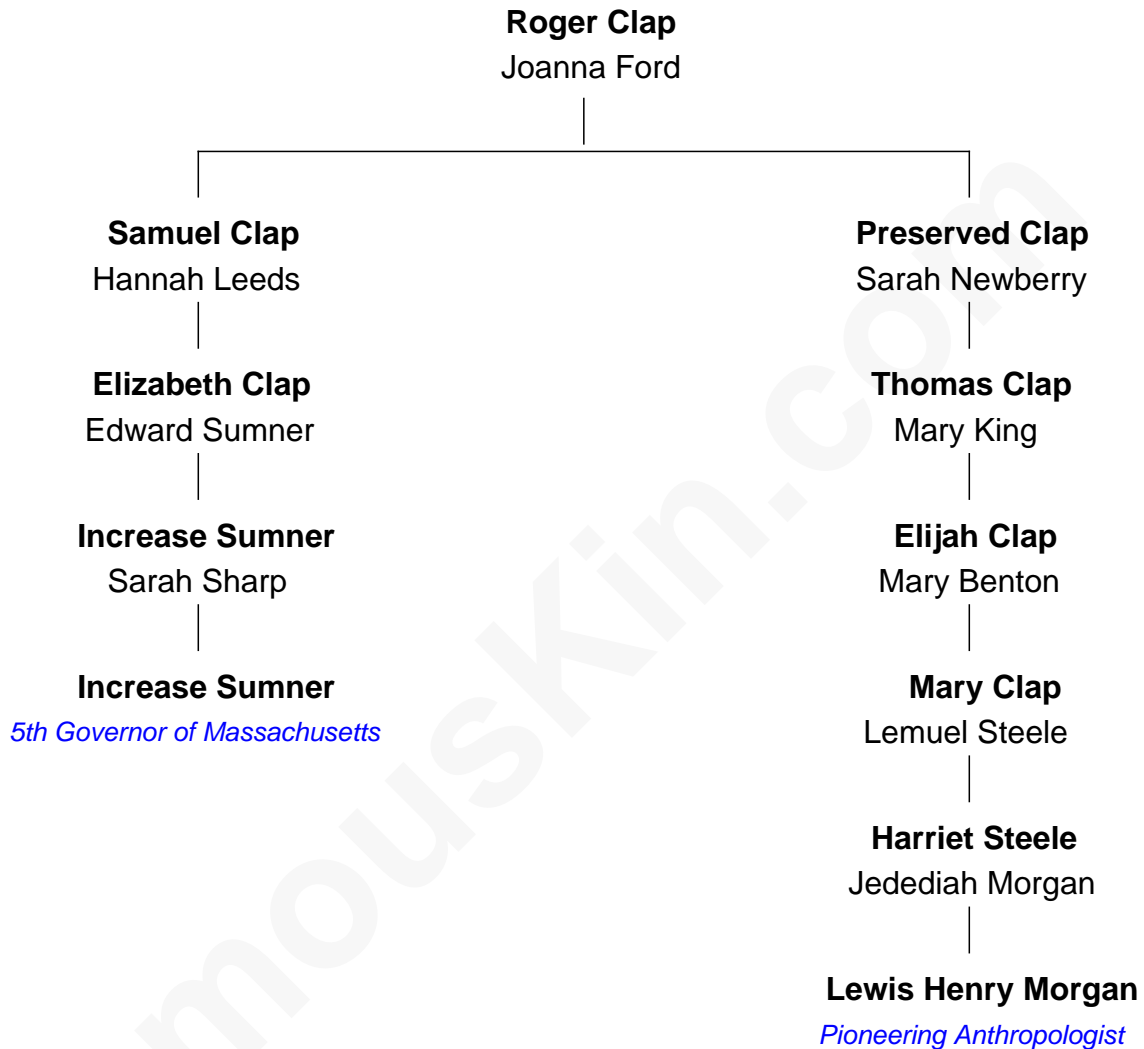 Roger Clap
Joanna Ford
Samuel Clap
Hannah Leeds
Elizabeth Clap
Edward Sumner
Increase Sumner
Sarah Sharp
Increase Sumner
5th Governor of Massachusetts
Preserved Clap
Sarah Newberry
Thomas Clap
Mary King
Elijah Clap
Mary Benton
Mary Clap
Lemuel Steele
Harriet Steele
Jedediah Morgan
Lewis Henry Morgan
Pioneering Anthropologist
mousKin.com